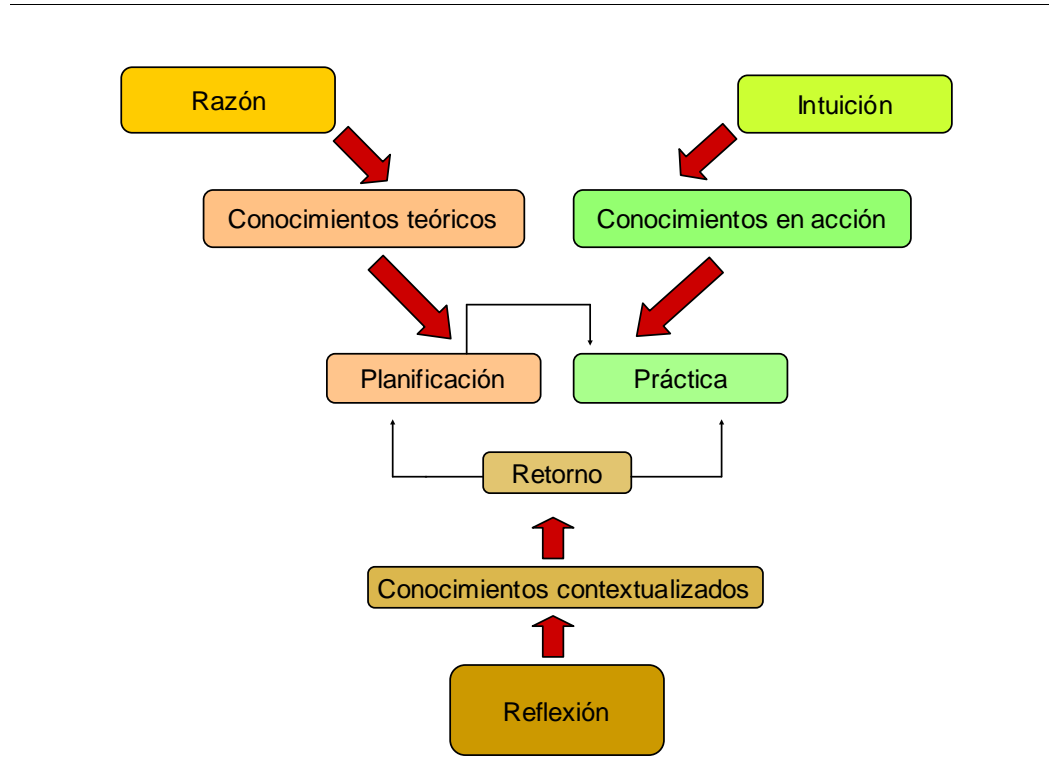 Razón
Intuición
Conocimientos teóricos
Conocimientos en acción
Planificación
Práctica
Retorno
Conocimientos contextualizados
Reflexión